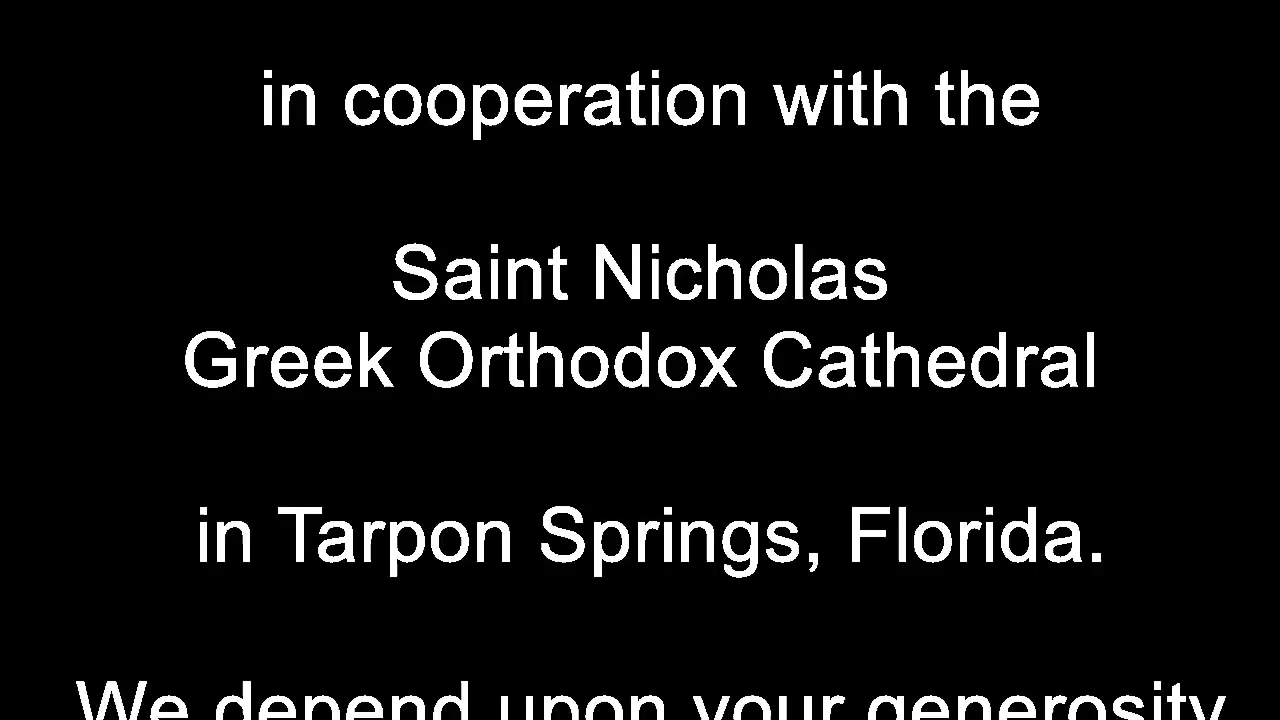 in cooperation with the
Saint Nicholas
Greek Orthodox Cathedral
in Tarpon Springs, Florida.
We depend upon your generosity